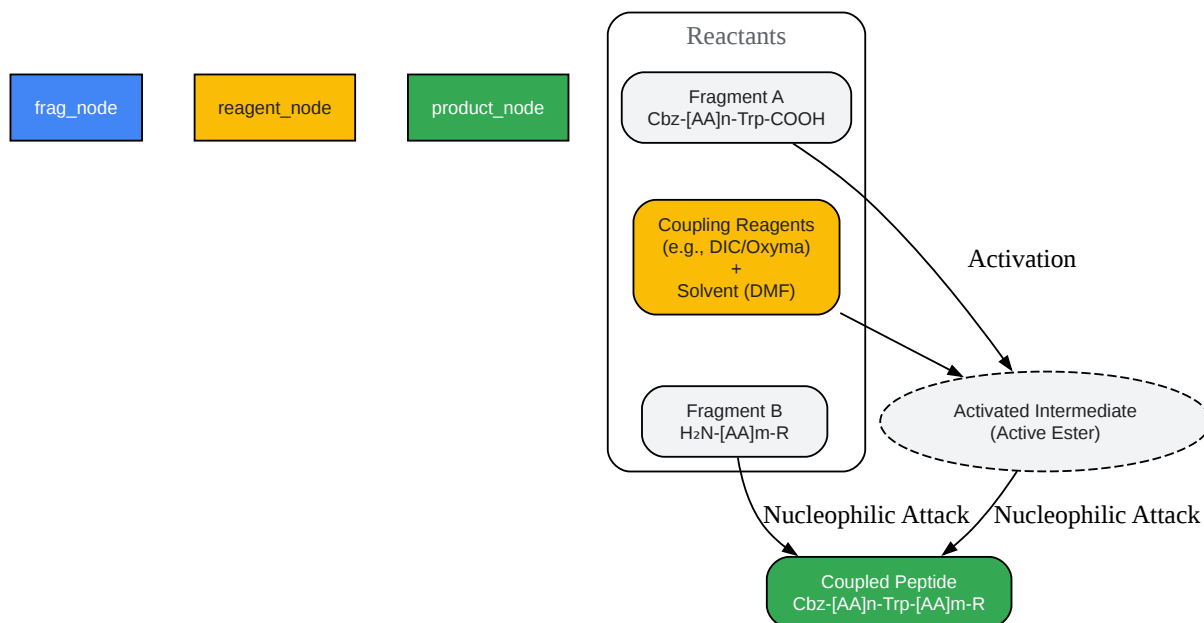 frag_node
reagent_node
product_node
Reactants
Fragment A
Cbz-[AA]n-Trp-COOH
Coupling Reagents
(e.g., DIC/Oxyma)
+
Solvent (DMF)
Activation
Fragment B
H₂N-[AA]m-R
Activated Intermediate
(Active Ester)
Nucleophilic Attack
Nucleophilic Attack
Coupled Peptide
Cbz-[AA]n-Trp-[AA]m-R